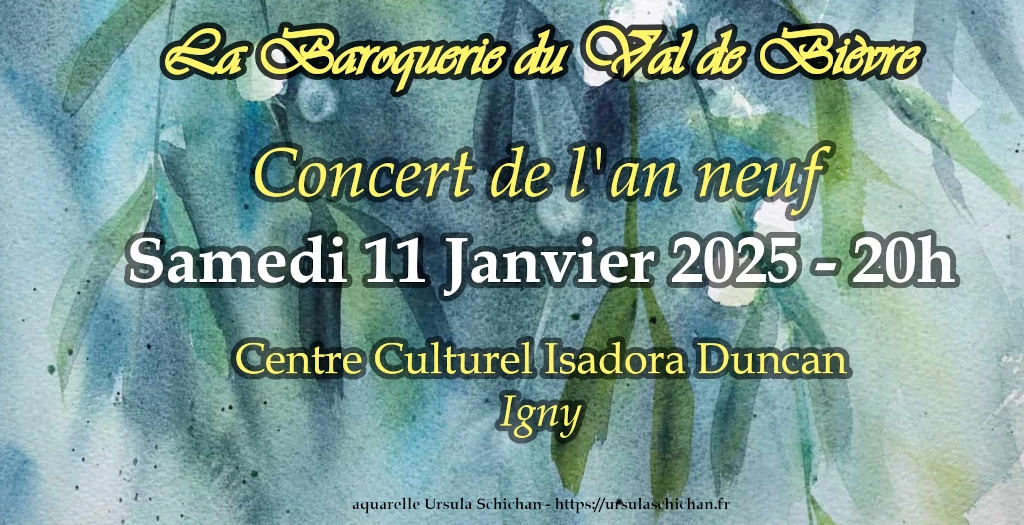 La Baroquerie du Val de Bièvre
Concert de l'an neuf
Samedi 11 Janvier 2025 - 20h
Centre Culturel Isadora Duncan
Igny
aquarelle Ursula Schichan - https://ursulaschichan.fr